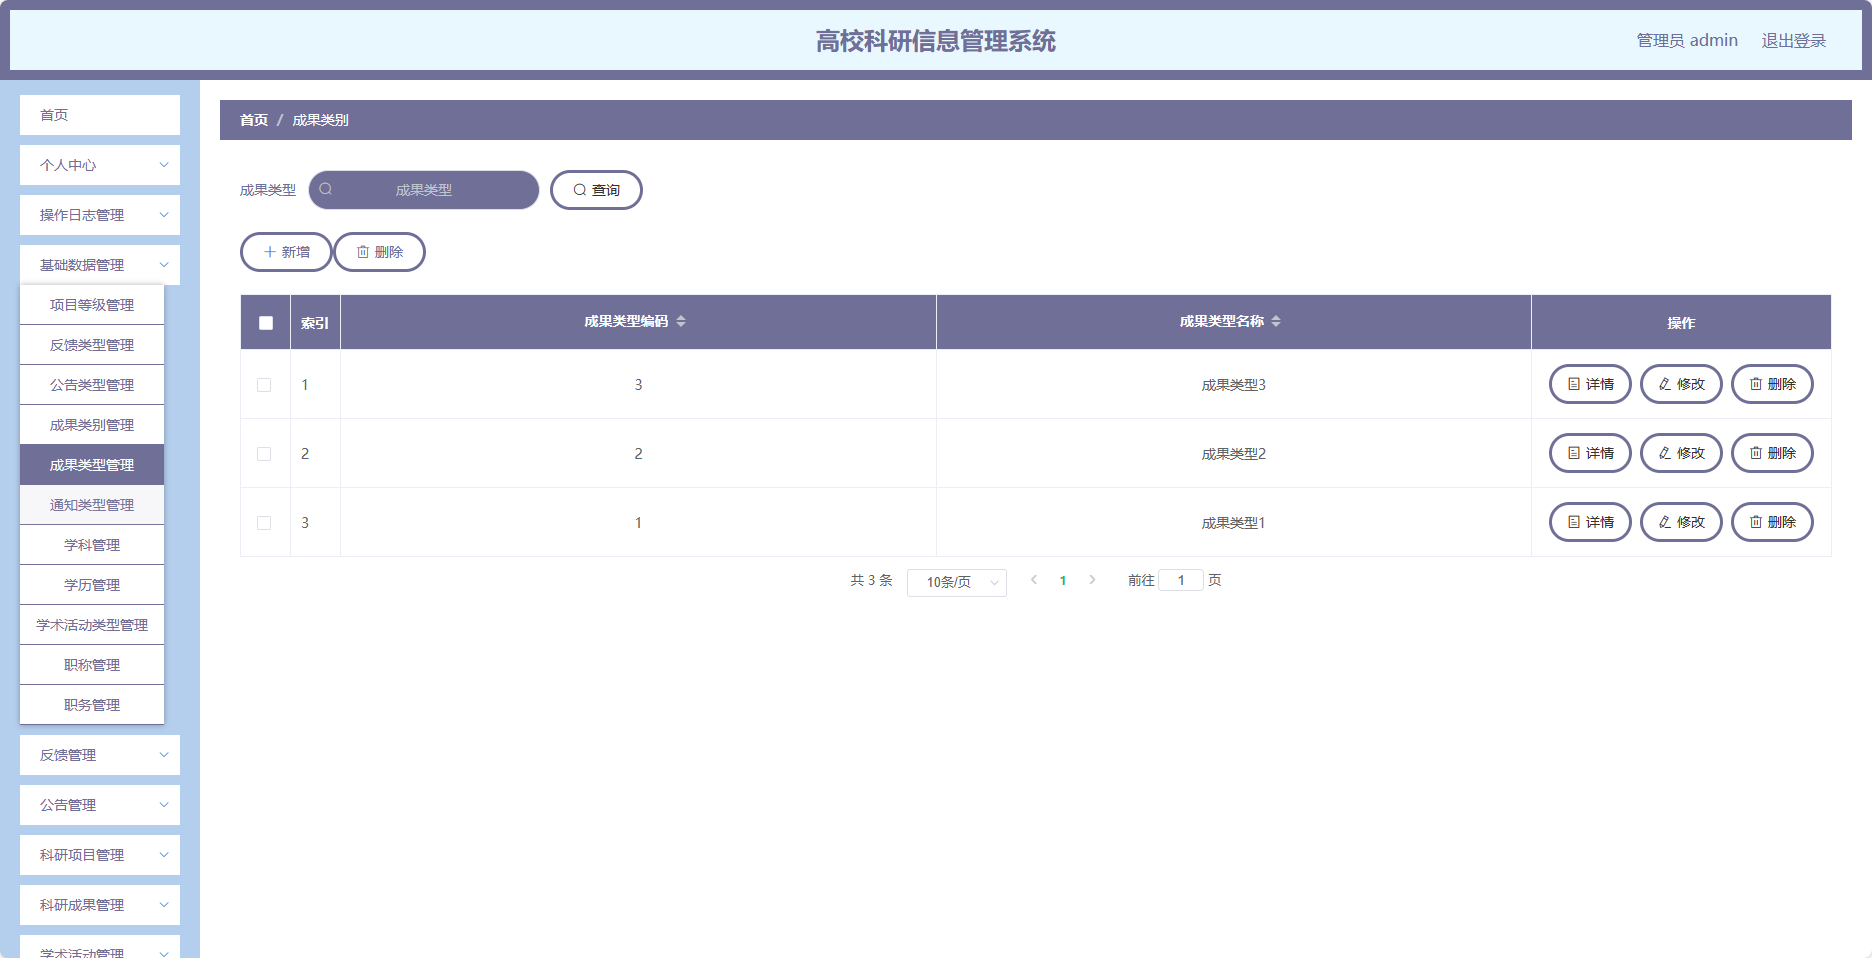 高校科研信息管理系统
管理员 admin 退出登录
首页
个人中心
操作日志管理
基础数据管理
项目等级管理
反馈类型管理
公告类型管理
成果类别管理
成果类型管理
通知类型管理
学科管理
学历管理
学术活动类型管理
职称管理
职务管理
反馈管理
公告管理
科研项目管理
科研成果管理
学术活动管理
首页 / 成果类别
成果类型 成果类型 查询
新增 删除
索引 成果类型编码 成果类型名称 操作
1 3 成果类型3 详情 修改 删除
2 2 成果类型2 详情 修改 删除
3 1 成果类型1 详情 修改 删除
共 3 条 10条/页 1 前往 1 页